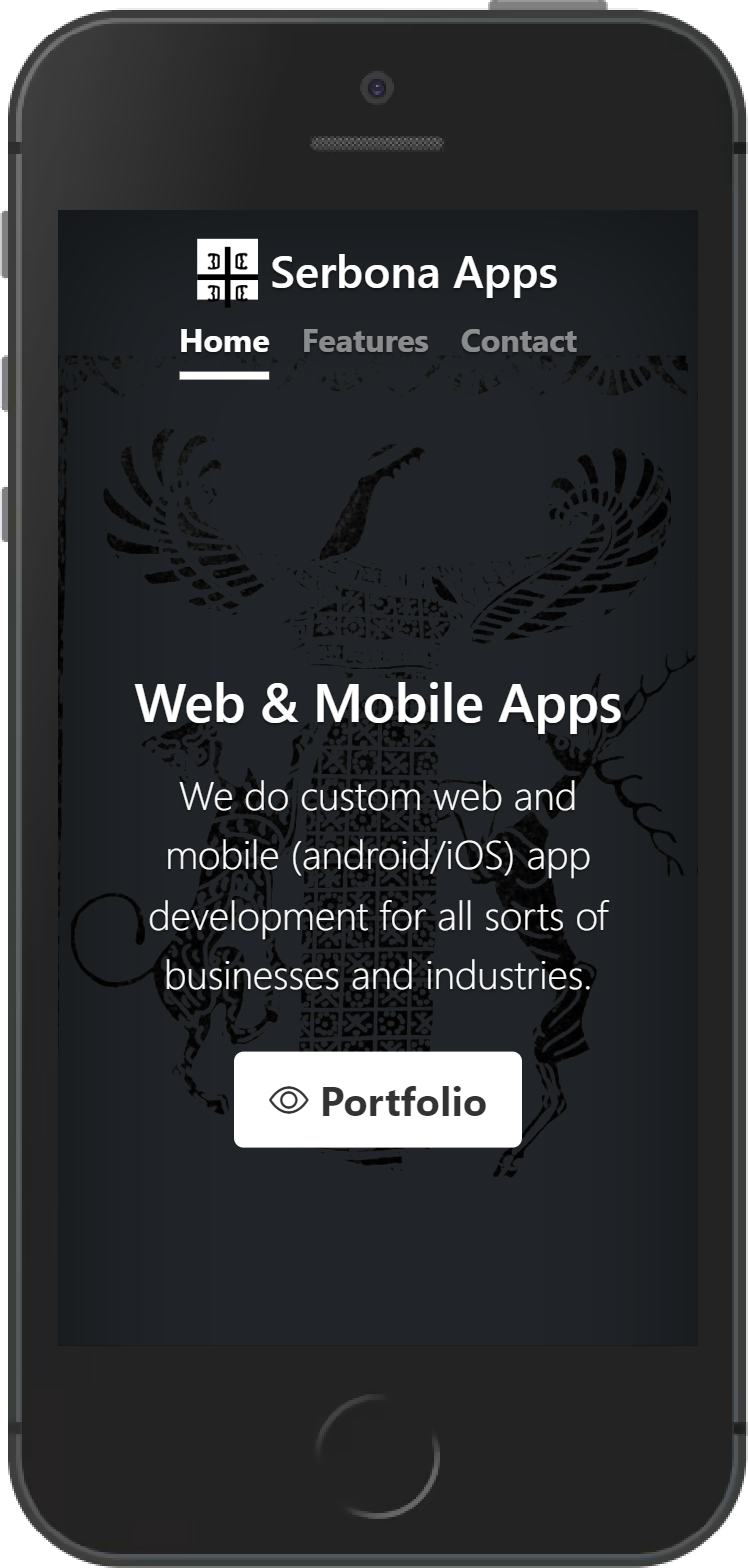 Serbona Apps
Home Features Contact
Web & Mobile Apps
We do custom web and
mobile (android/iOS) app
development for all sorts of
businesses and industries.
Portfolio